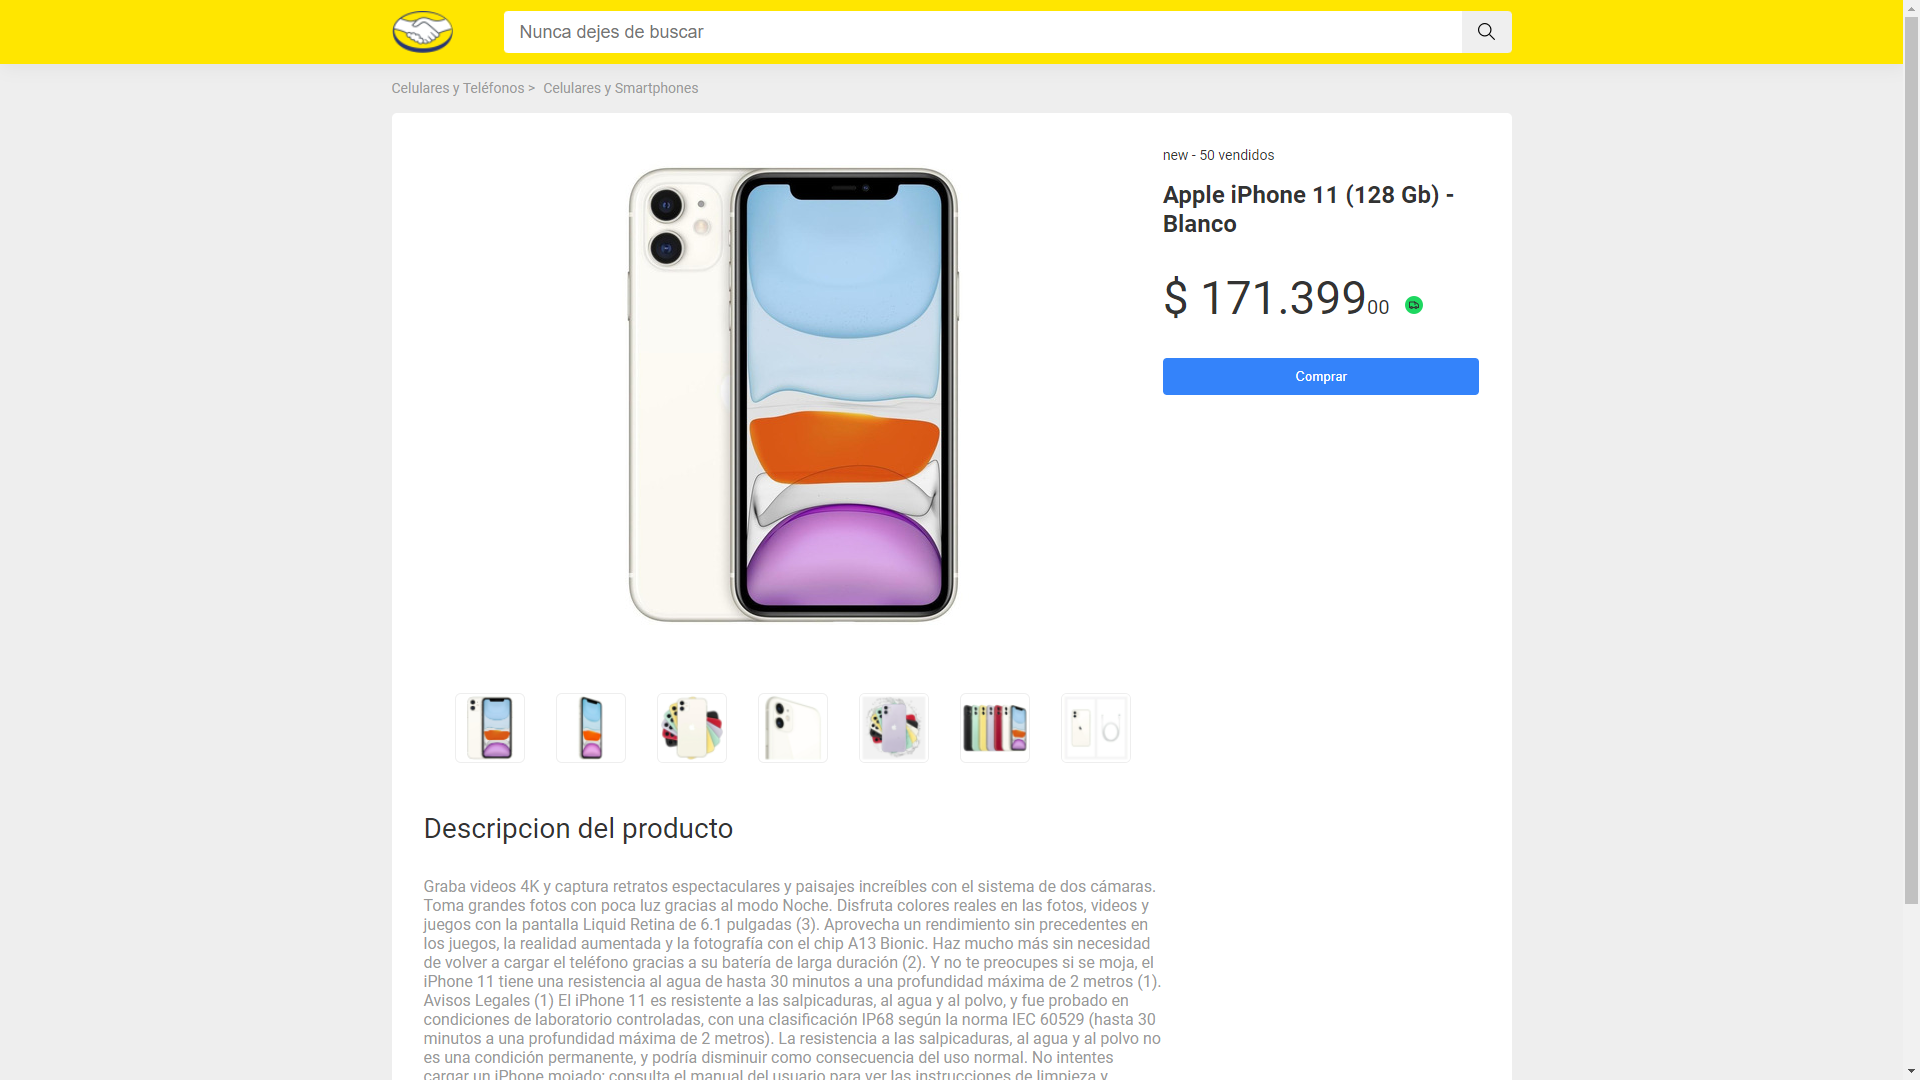 Nunca dejes de buscar
Celulares y Teléfonos > Celulares y Smartphones
new - 50 vendidos
Apple iPhone 11 (128 Gb) -
Blanco
$ 171.399 00
Comprar
Descripcion del producto
Graba videos 4K y captura retratos espectaculares y paisajes increíbles con el sistema de dos cámaras.
Toma grandes fotos con poca luz gracias al modo Noche. Disfruta colores reales en las fotos, videos y
juegos con la pantalla Liquid Retina de 6.1 pulgadas (3). Aprovecha un rendimiento sin precedentes en
los juegos, la realidad aumentada y la fotografía con el chip A13 Bionic. Haz mucho más sin necesidad
de volver a cargar el teléfono gracias a su batería de larga duración (2). Y no te preocupes si se moja, el
iPhone 11 tiene una resistencia al agua de hasta 30 minutos a una profundidad máxima de 2 metros (1).
Avisos Legales (1) El iPhone 11 es resistente a las salpicaduras, al agua y al polvo, y fue probado en
condiciones de laboratorio controladas, con una clasificación IP68 según la norma IEC 60529 (hasta 30
minutos a una profundidad máxima de 2 metros). La resistencia a las salpicaduras, al agua y al polvo no
es una condición permanente, y podría disminuir como consecuencia del uso normal. No intentes
cargar un iPhone mojado; consulta el manual del usuario para ver las instrucciones de limpieza y